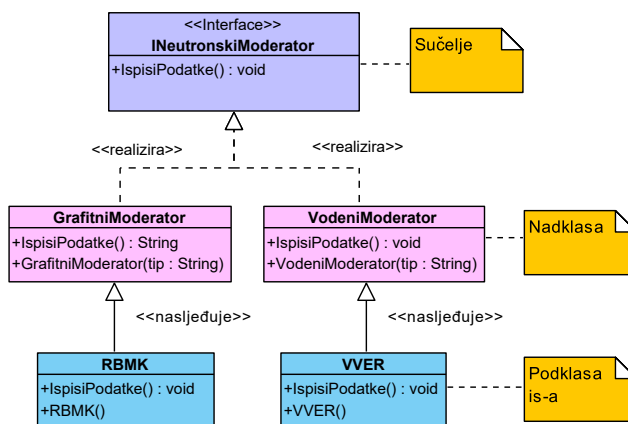 <<Interface>>
INeutronskiModerator
+IspisiPodatke() : void
Sučelje
<<realizira>>
<<realizira>>
GrafitniModerator
+IspisiPodatke() : String
+GrafitniModerator(tip : String)
VodeniModerator
+IspisiPodatke() : void
+VodeniModerator(tip : String)
Nadklasa
<<nasljeđuje>>
<<nasljeđuje>>
RBMK
+IspisiPodatke() : void
+RBMK()
VVER
+IspisiPodatke() : void
+VVER()
Podklasa
is-a